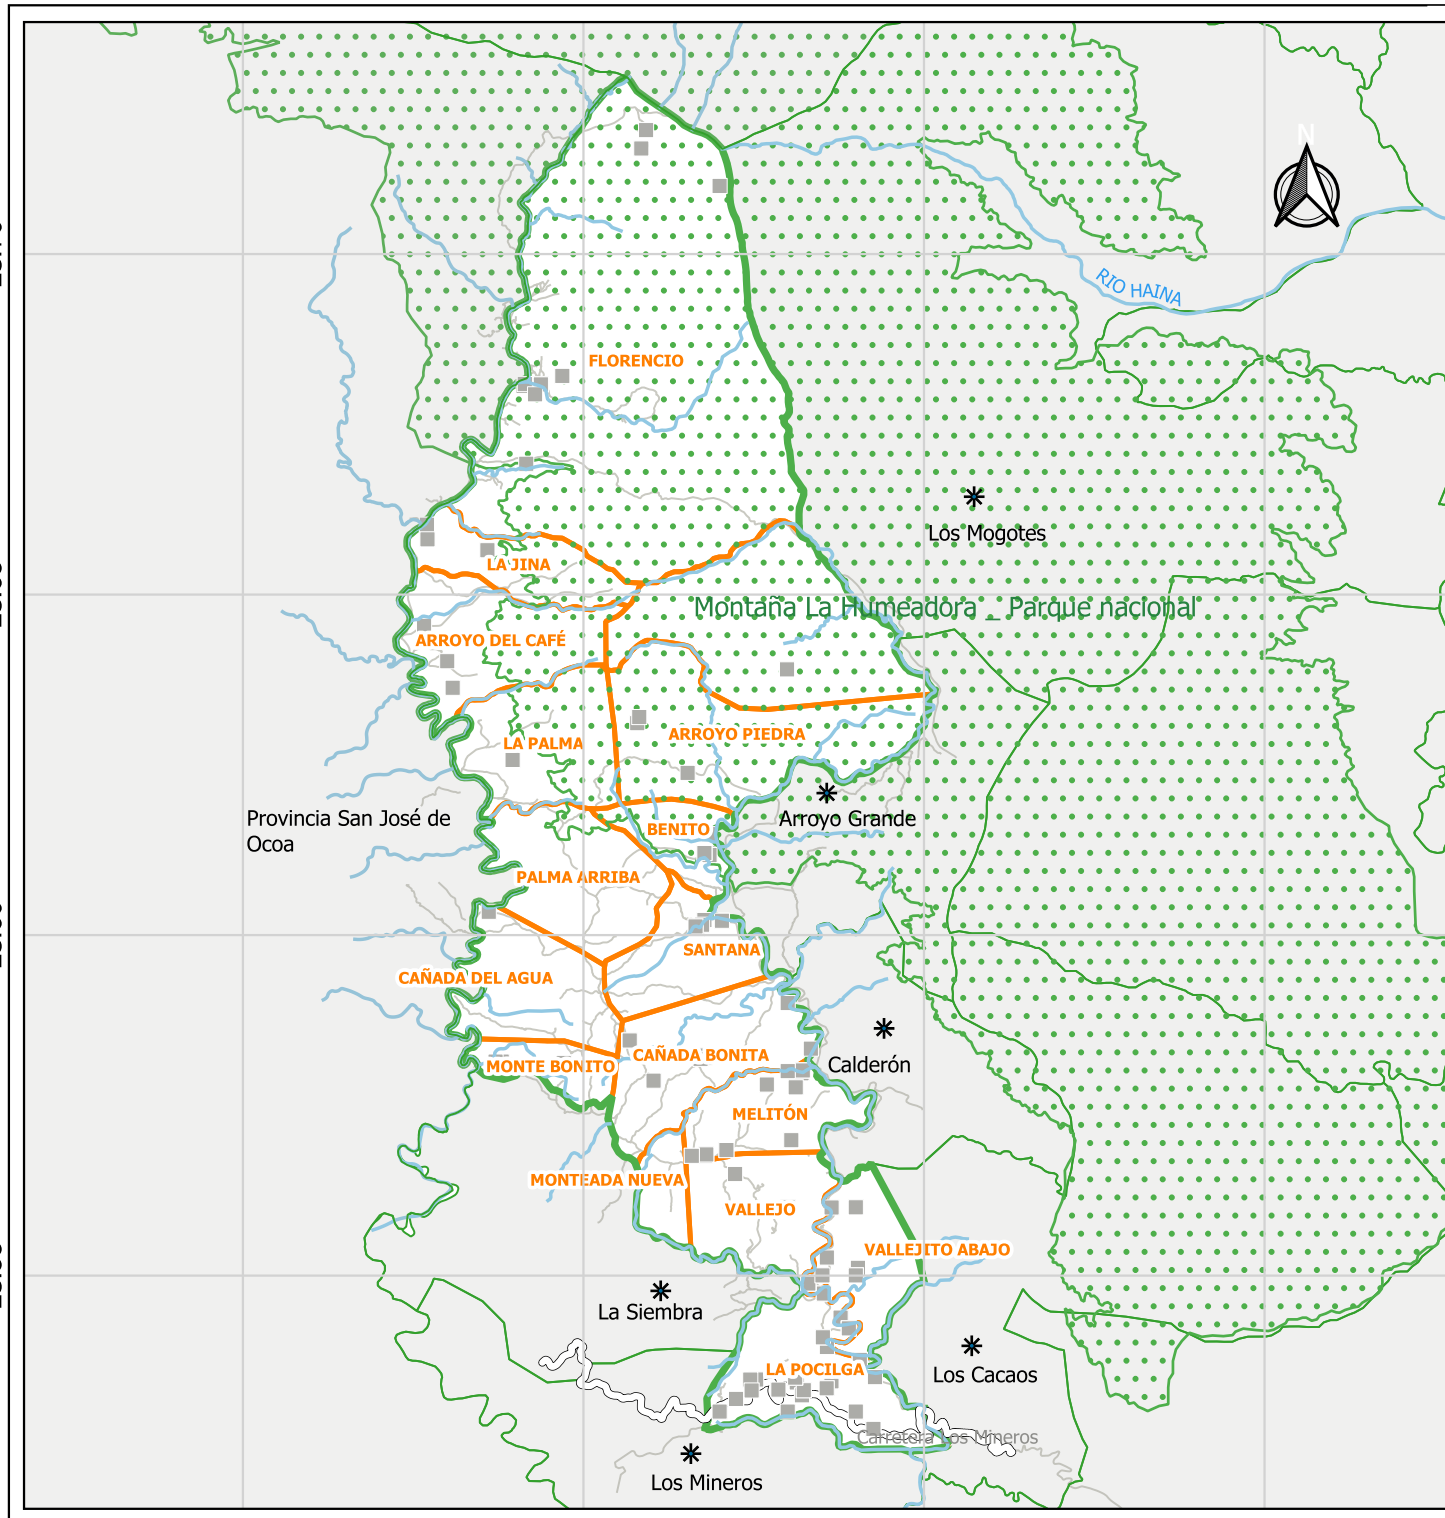 N
RIO HAINA
FLORENCIO
Los Mogotes
LA JINA
Montaña La Humeadora _ Parque nacional
ARROYO DEL CAFÉ
ARROYO PIEDRA
LA PALMA
Provincia San José de
Ocoa
Arroyo Grande
BENITO
PALMA ARRIBA
SANTANA
CAÑADA DEL AGUA
CAÑADA BONITA
MONTE BONITO
Calderón
MELITÓN
MONTEADA NUEVA
VALLEJO
VALLEJITO ABAJO
La Siembra
LA POCILGA
Los Cacaos
Carretera Los Mineros
Los Mineros